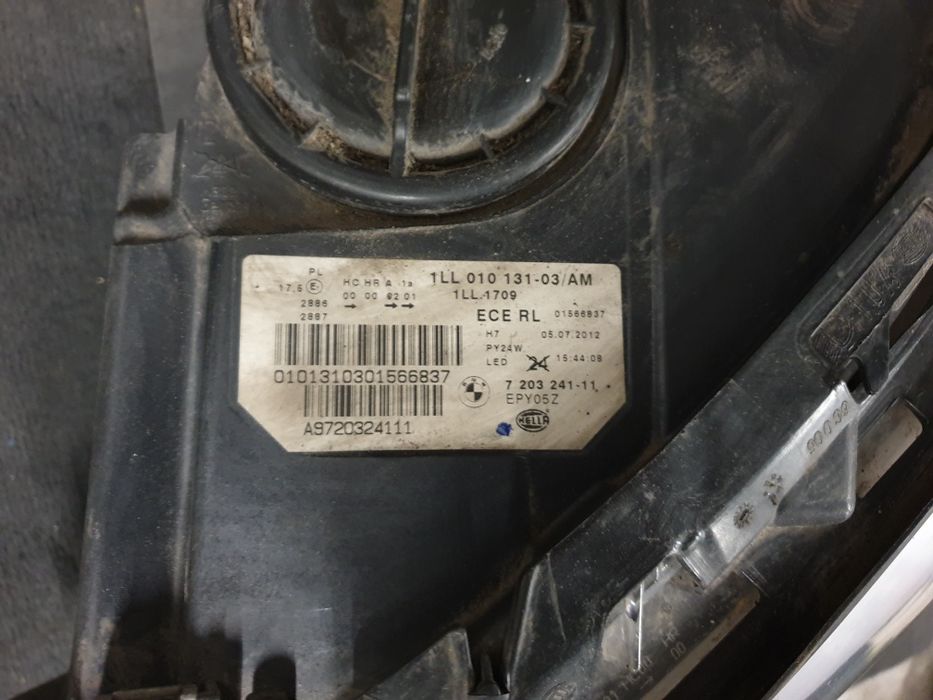 PL
17,5 E1 HC HR A 1a
1LL 010 131-03/AM
00 00 02 01
1LL.1709
2886
2887
ECE RL 01566837
H7 05.07.2012
PY24W
LED 24 15:44:08
0101310301566837
7 203 241-11
EPY05Z
A9720324111
HELLA